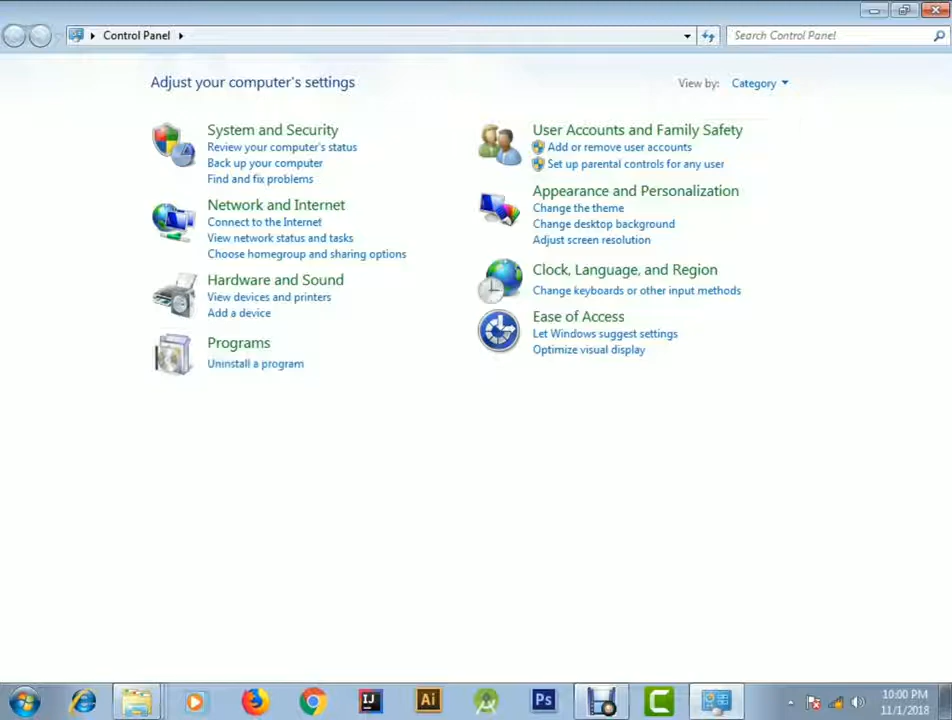 Control Panel
Search Control Panel
Adjust your computer's settings
View by: Category
System and Security
Review your computer's status
Back up your computer
Find and fix problems
Network and Internet
Connect to the Internet
View network status and tasks
Choose homegroup and sharing options
Hardware and Sound
View devices and printers
Add a device
Programs
Uninstall a program
User Accounts and Family Safety
Add or remove user accounts
Set up parental controls for any user
Appearance and Personalization
Change the theme
Change desktop background
Adjust screen resolution
Clock, Language, and Region
Change keyboards or other input methods
Ease of Access
Let Windows suggest settings
Optimize visual display
IJ
Ai
Ps
C
10:00 PM
11/1/2018